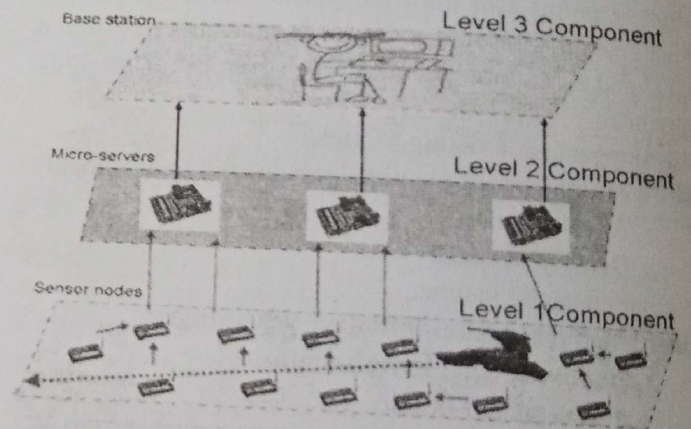 Base station
Level 3 Component
Micro-servers
Level 2 Component
Sensor nodes
Level 1Component